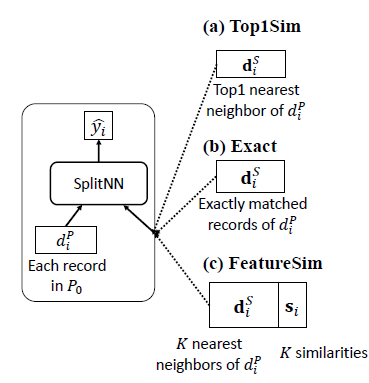 (a) Top1Sim
d_i^S
Top1 nearest
neighbor of d_i^P
(b) Exact
d_i^S
Exactly matched
records of d_i^P
(c) FeatureSim
d_i^S s_i
K nearest
neighbors of d_i^P
K similarities
ŷ_i
SplitNN
d_i^P
Each record
in P_0